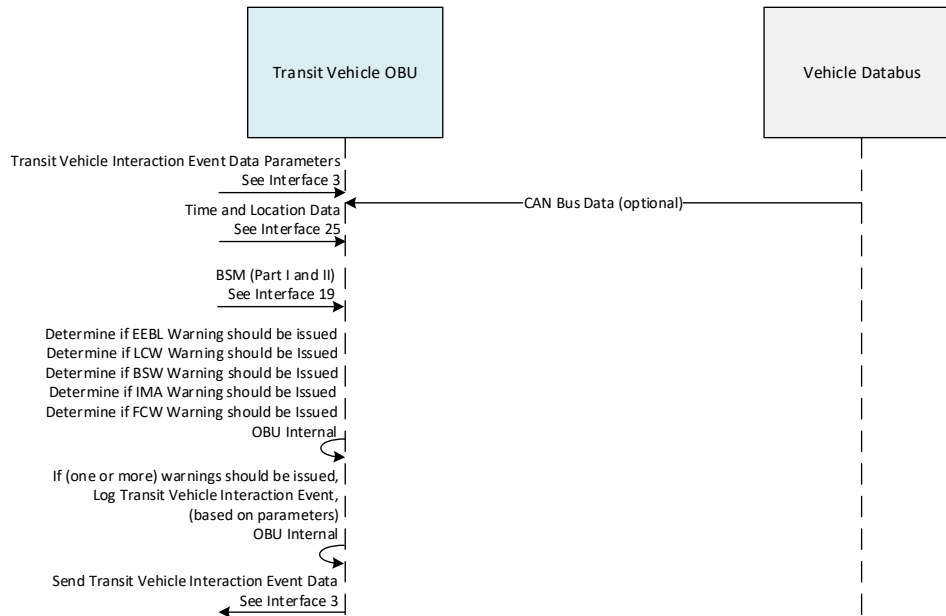 Transit Vehicle OBU
Vehicle Databus
Transit Vehicle Interaction Event Data Parameters
See Interface 3
CAN Bus Data (optional)
Time and Location Data
See Interface 25
BSM (Part I and II)
See Interface 19
Determine if EEBL Warning should be issued
Determine if LCW Warning should be Issued
Determine if BSW Warning should be Issued
Determine if IMA Warning should be Issued
Determine if FCW Warning should be Issued
OBU Internal
If (one or more) warnings should be issued,
Log Transit Vehicle Interaction Event,
(based on parameters)
OBU Internal
Send Transit Vehicle Interaction Event Data
See Interface 3